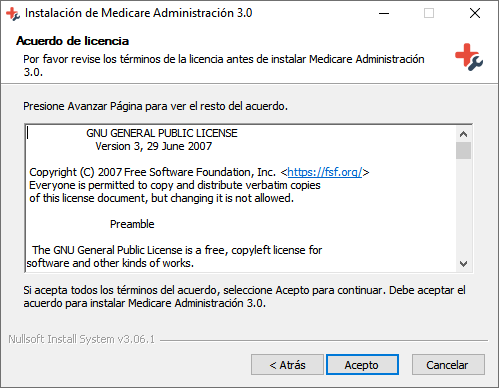 Instalación de Medicare Administración 3.0
Acuerdo de licencia
Por favor revise los términos de la licencia antes de instalar Medicare Administración
3.0.
Presione Avanzar Página para ver el resto del acuerdo.
GNU GENERAL PUBLIC LICENSE
Version 3, 29 June 2007
Copyright (C) 2007 Free Software Foundation, Inc. <https://fsf.org/>
Everyone is permitted to copy and distribute verbatim copies
of this license document, but changing it is not allowed.
Preamble
The GNU General Public License is a free, copyleft license for
software and other kinds of works.
Si acepta todos los términos del acuerdo, seleccione Acepto para continuar. Debe aceptar el
acuerdo para instalar Medicare Administración 3.0.
Nullsoft Install System v3.06.1
< Atrás
Acepto
Cancelar